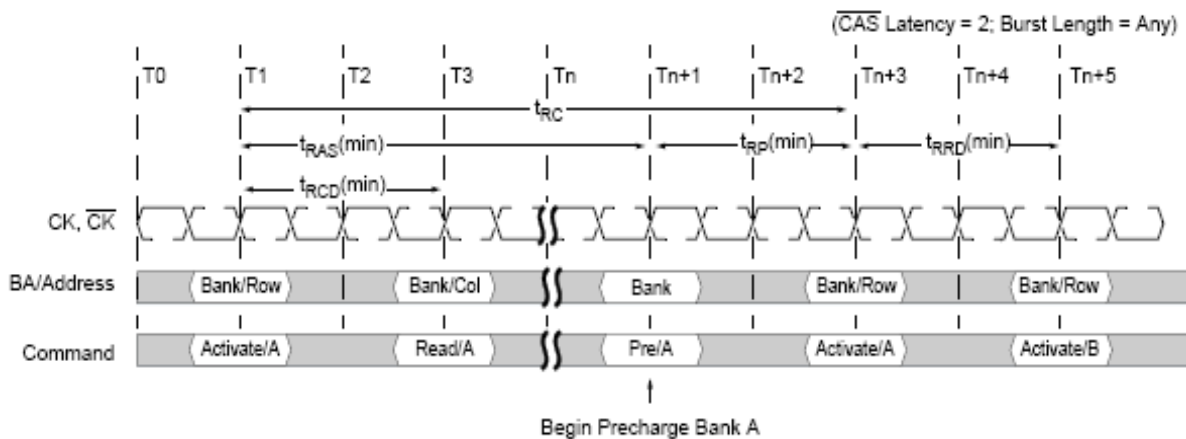 (CAS Latency = 2; Burst Length = Any)
T0 T1 T2 T3 Tn Tn+1 Tn+2 Tn+3 Tn+4 Tn+5
tRC
tRAS(min) tRP(min) tRRD(min)
tRCD(min)
CK, CK
BA/Address Bank/Row Bank/Col Bank Bank/Row Bank/Row
Command Activate/A Read/A Pre/A Activate/A Activate/B
Begin Precharge Bank A